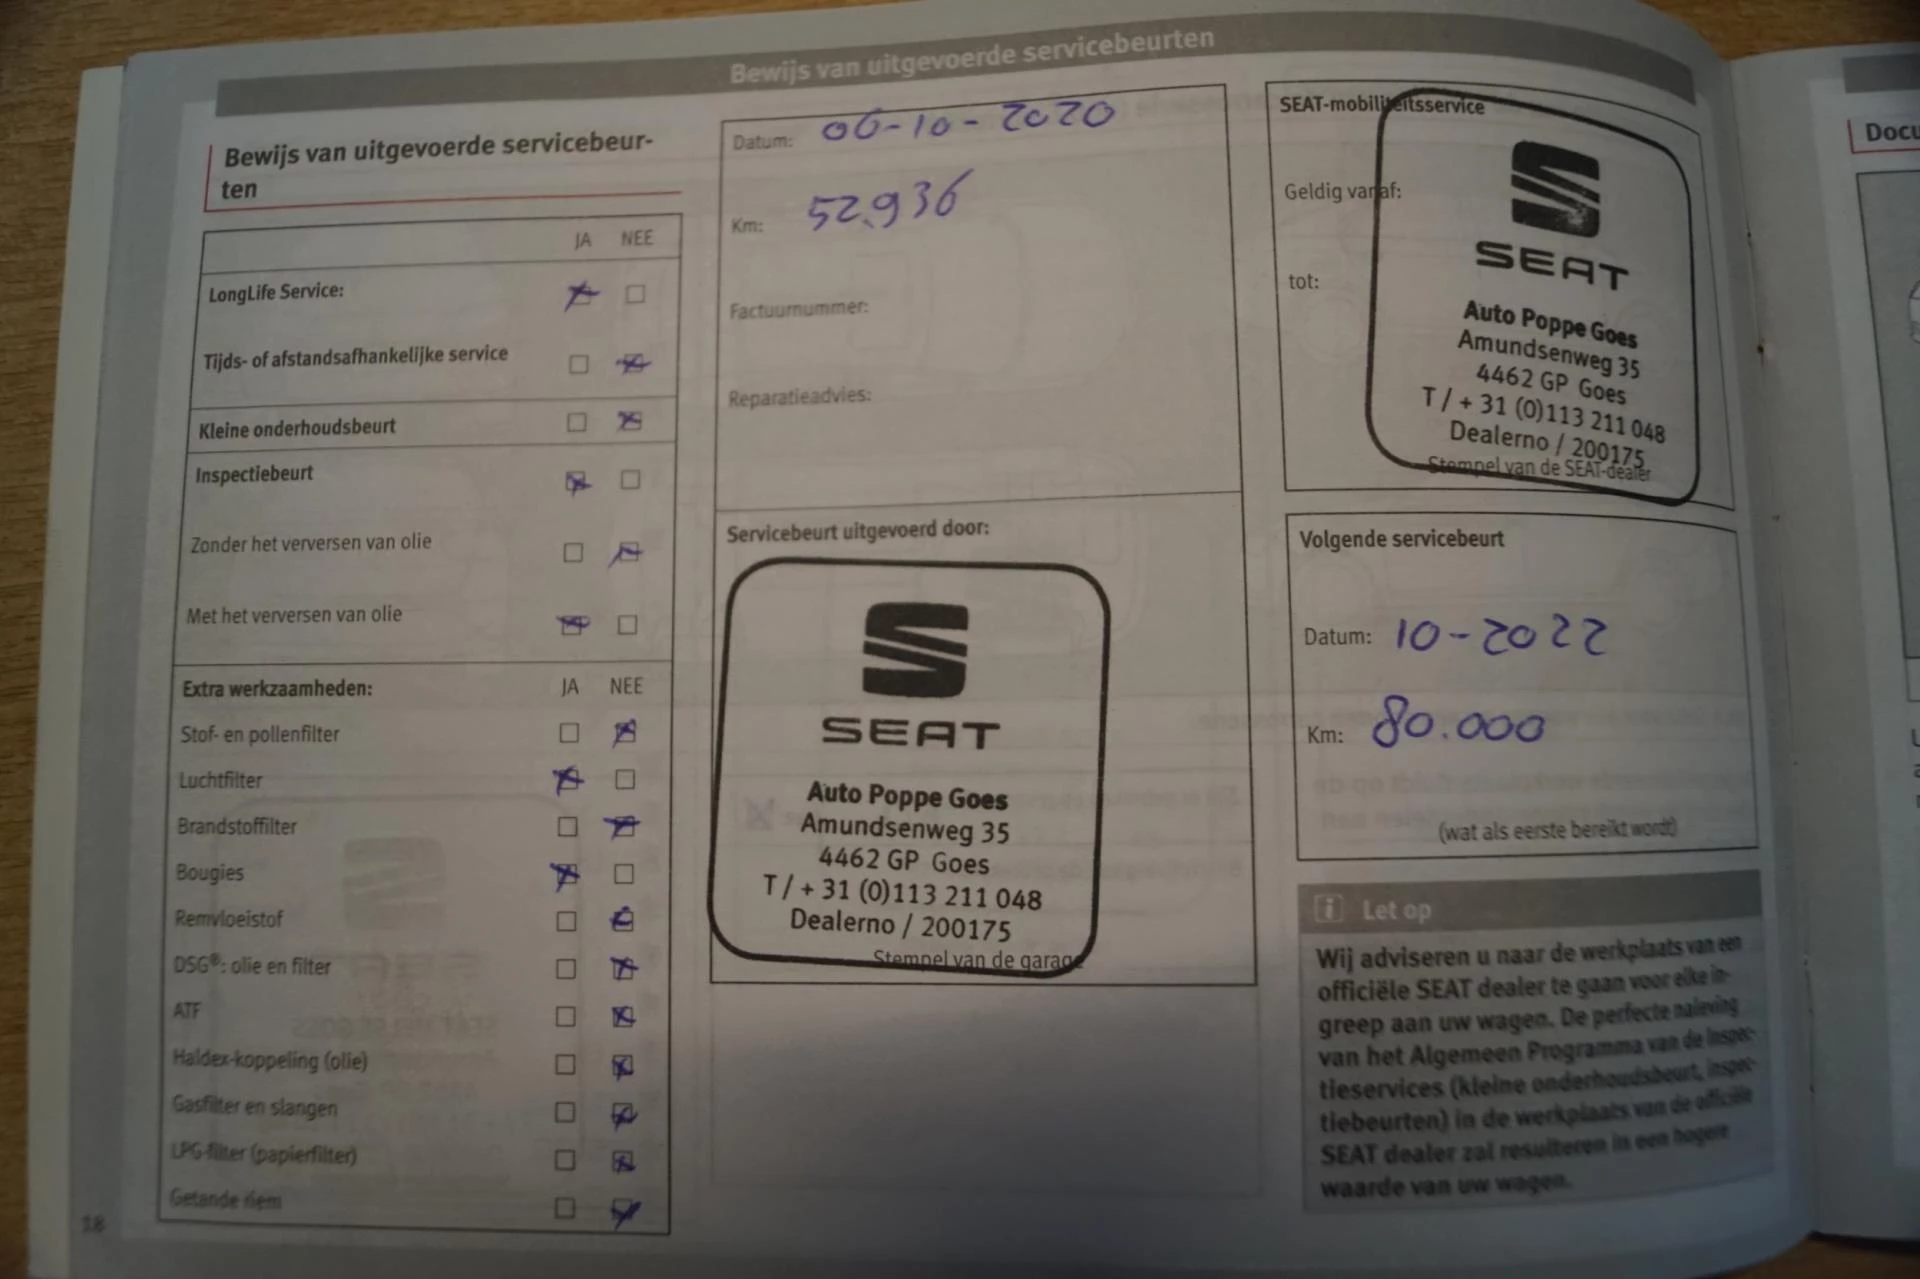 Bewijs van uitgevoerde servicebeurten
Bewijs van uitgevoerde servicebeur-
ten
JA NEE
LongLife Service:
Tijds- of afstandsafhankelijke service
Kleine onderhoudsbeurt
Inspectiebeurt
Zonder het verversen van olie
Met het verversen van olie
Extra werkzaamheden: JA NEE
Stof- en pollenfilter
Luchtfilter
Brandstoffilter
Bougies
Remvloeistof
DSG®: olie en filter
ATF
Haldex-koppeling (olie)
Gasfilter en slangen
LPG-filter (papierfilter)
Getande riem
18
Datum: 06-10-2020
Km: 52.936
Factuurnummer:
Reparatieadvies:
Servicebeurt uitgevoerd door:
SEAT
Auto Poppe Goes
Amundsenweg 35
4462 GP Goes
T / + 31 (0)113 211 048
Dealerno / 200175
Stempel van de garage
SEAT-mobiliteitsservice
Geldig vanaf:
tot:
SEAT
Auto Poppe Goes
Amundsenweg 35
4462 GP Goes
T / + 31 (0)113 211 048
Dealerno / 200175
Stempel van de SEAT-dealer
Volgende servicebeurt
Datum: 10-2022
Km: 80.000
(wat als eerste bereikt wordt)
i Let op
Wij adviseren u naar de werkplaats van een
officiële SEAT dealer te gaan voor elke in-
greep aan uw wagen. De perfecte naleving
van het Algemeen Programma van de inspec-
tieservices (kleine onderhoudsbeurt, inspec-
tiebeurten) in de werkplaats van de officiële
SEAT dealer zal resulteren in een hogere
waarde van uw wagen.
Docu